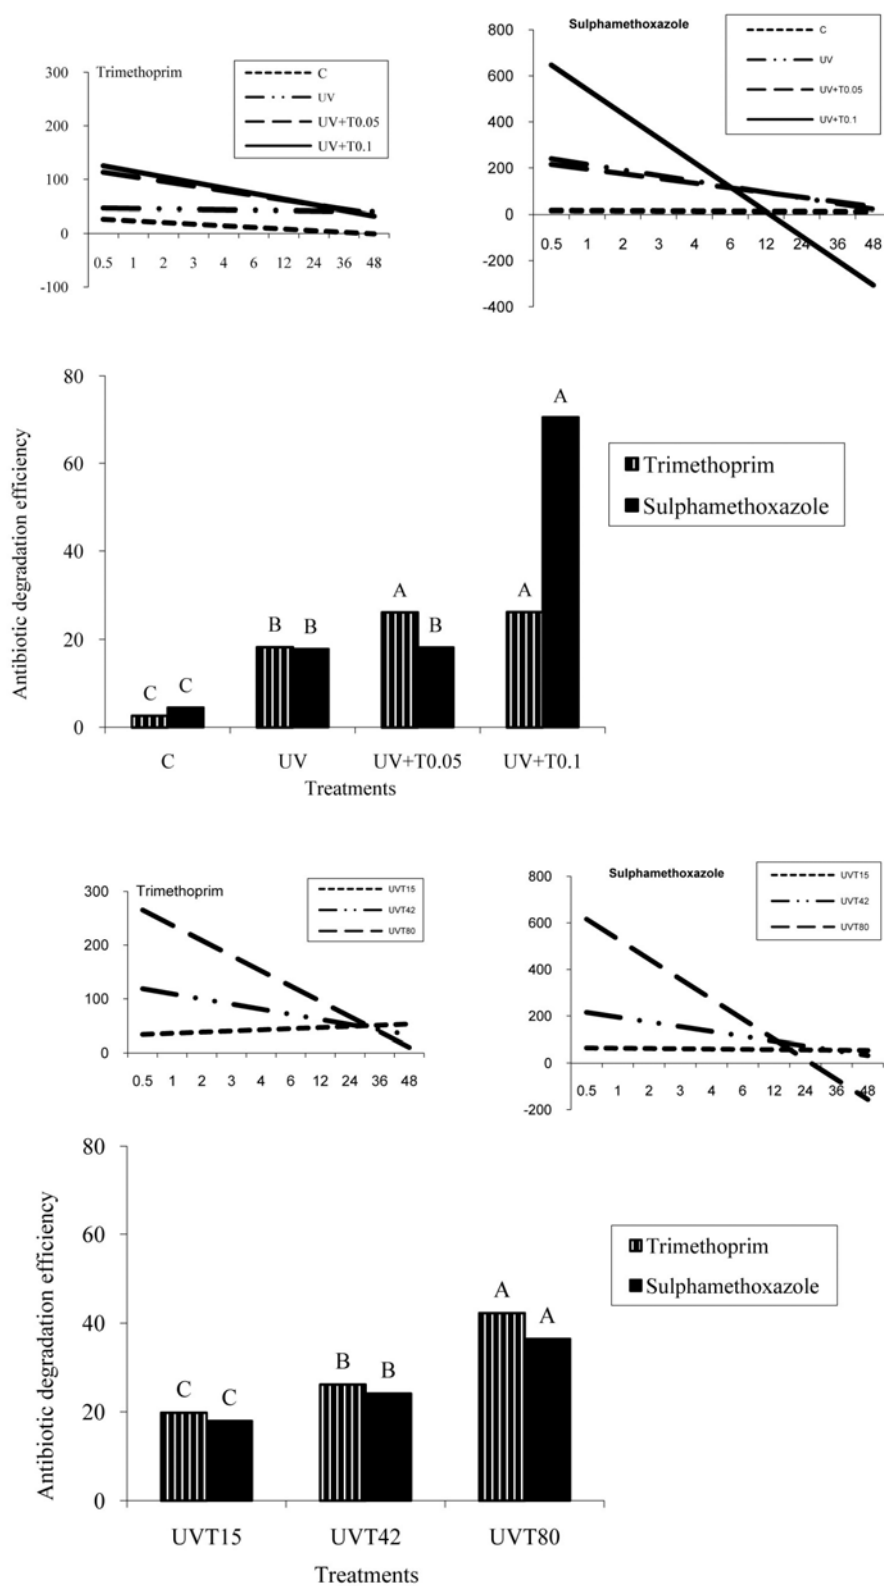 Trimethoprim
C
UV
UV+T0.05
UV+T0.1
300
200
100
0
-100
0.5 1 2 3 4 6 12 24 36 48
Sulphamethoxazole
C
UV
UV+T0.05
UV+T0.1
800
600
400
200
0
-200
-400
0.5 1 2 3 4 6 12 24 36 48
Antibiotic degradation efficiency
80
60
40
20
0
C C
B B
A B
A A
Trimethoprim
Sulphamethoxazole
C UV UV+T0.05 UV+T0.1
Treatments
Trimethoprim
UVT15
UVT42
UVT80
300
200
100
0
0.5 1 2 3 4 6 12 24 36 48
Sulphamethoxazole
UVT15
UVT42
UVT80
800
600
400
200
0
-200
0.5 1 2 3 4 6 12 24 36 48
Antibiotic degradation efficiency
80
60
40
20
0
C C
B B
A A
Trimethoprim
Sulphamethoxazole
UVT15 UVT42 UVT80
Treatments